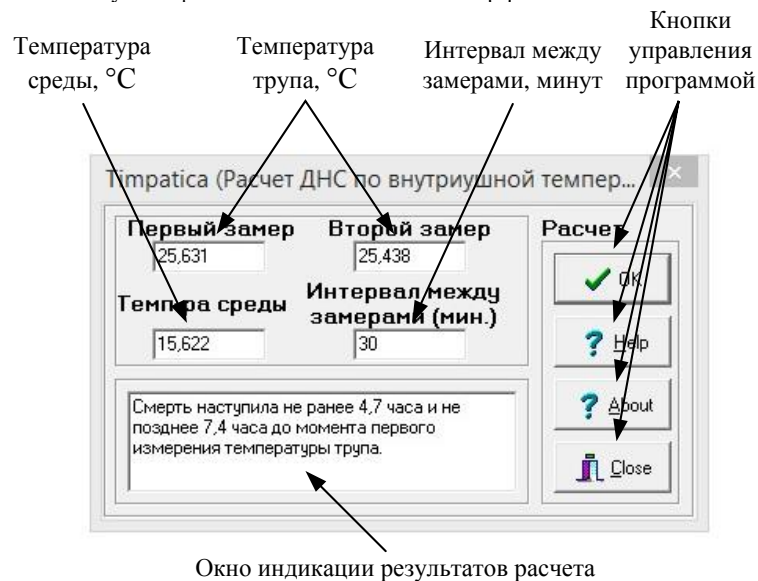 Температура
среды, °С
Температура
трупа, °С
Интервал между
замерами, минут
Кнопки
управления
программой
Timpatica (Расчет ДНС по внутриушной темпер...
Первый замер
Второй замер
Расчет
25,631
25,438
OK
Темп-ра среды
Интервал между
замерами (мин.)
15,622
30
Help
About
Смерть наступила не ранее 4,7 часа и не
позднее 7,4 часа до момента первого
измерения температуры трупа.
Close
Окно индикации результатов расчета